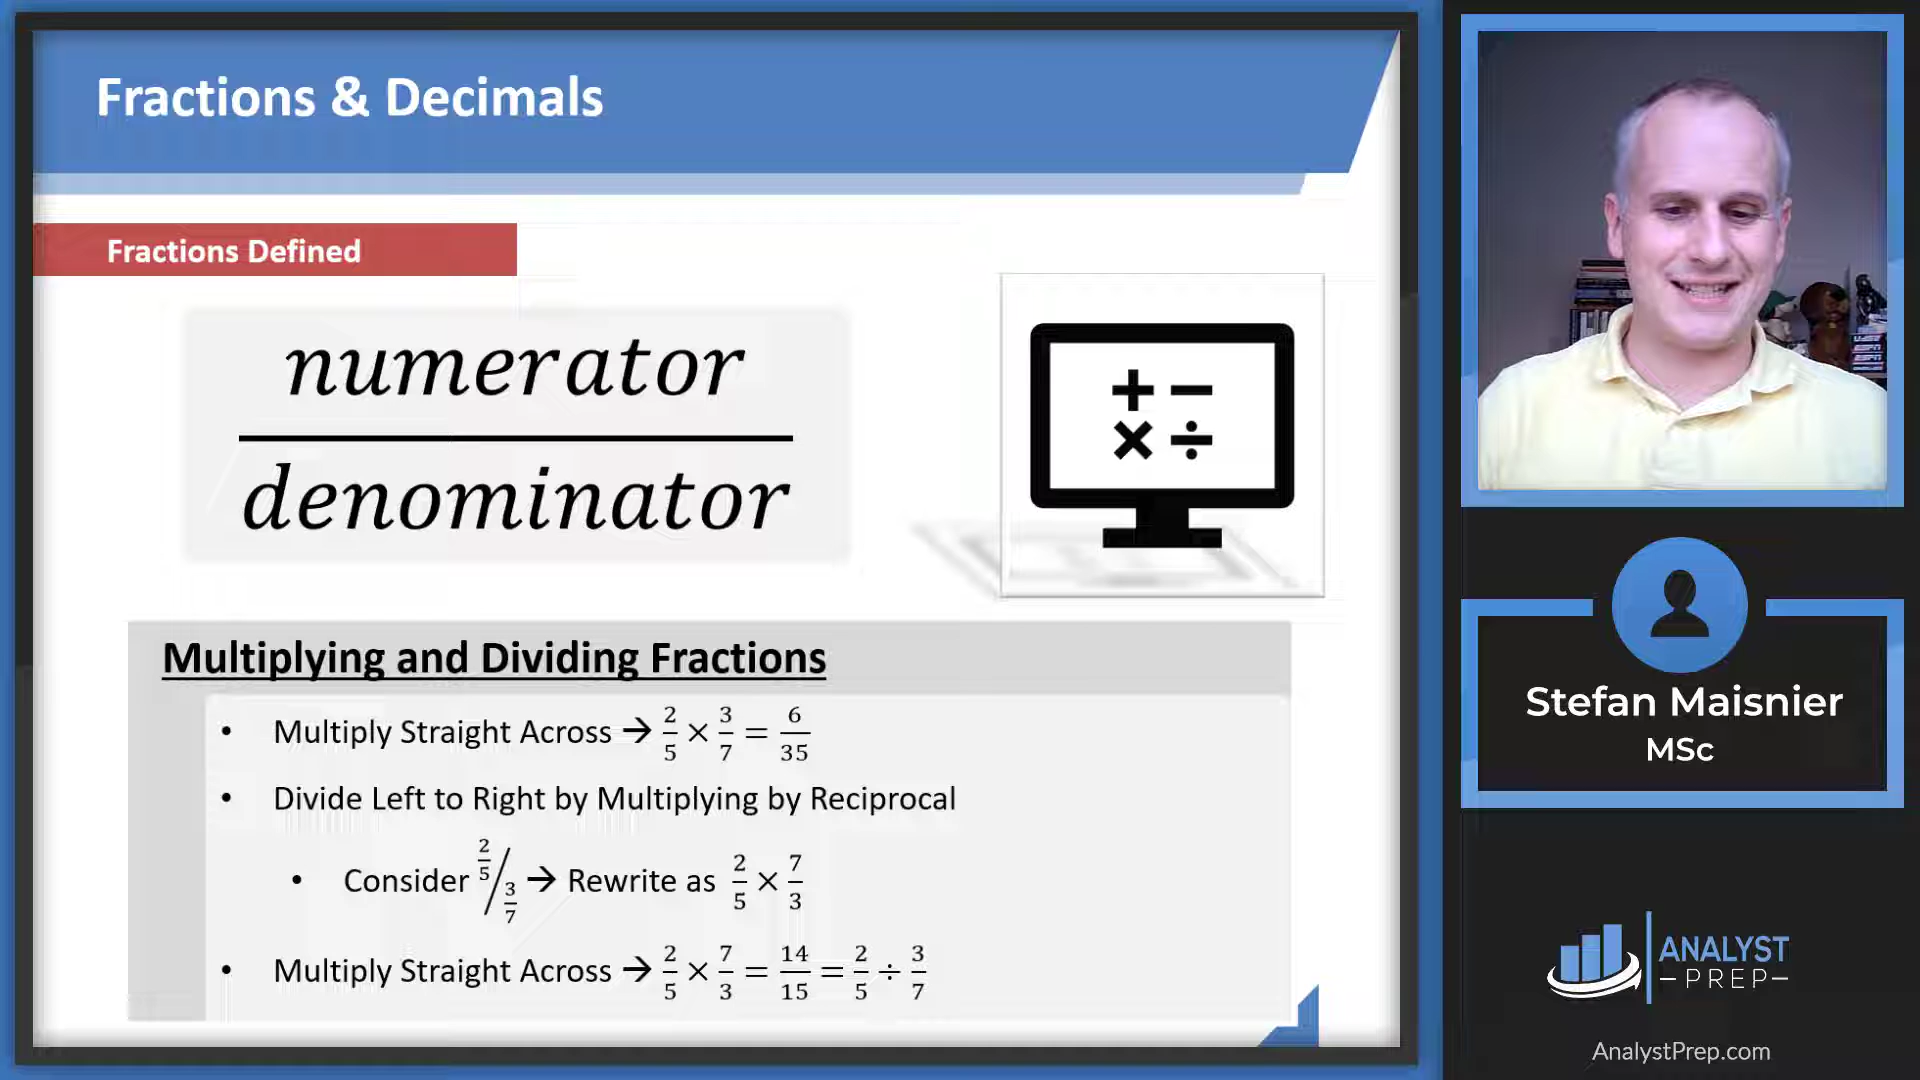 Fractions & Decimals
Fractions Defined
numerator
denominator
+ −
× ÷
Multiplying and Dividing Fractions
• Multiply Straight Across → 2/5 × 3/7 = 6/35
• Divide Left to Right by Multiplying by Reciprocal
• Consider 2/5 / 3/7 → Rewrite as 2/5 × 7/3
• Multiply Straight Across → 2/5 × 7/3 = 14/15 = 2/5 ÷ 3/7
Stefan Maisnier
MSc
ANALYST
PREP
AnalystPrep.com